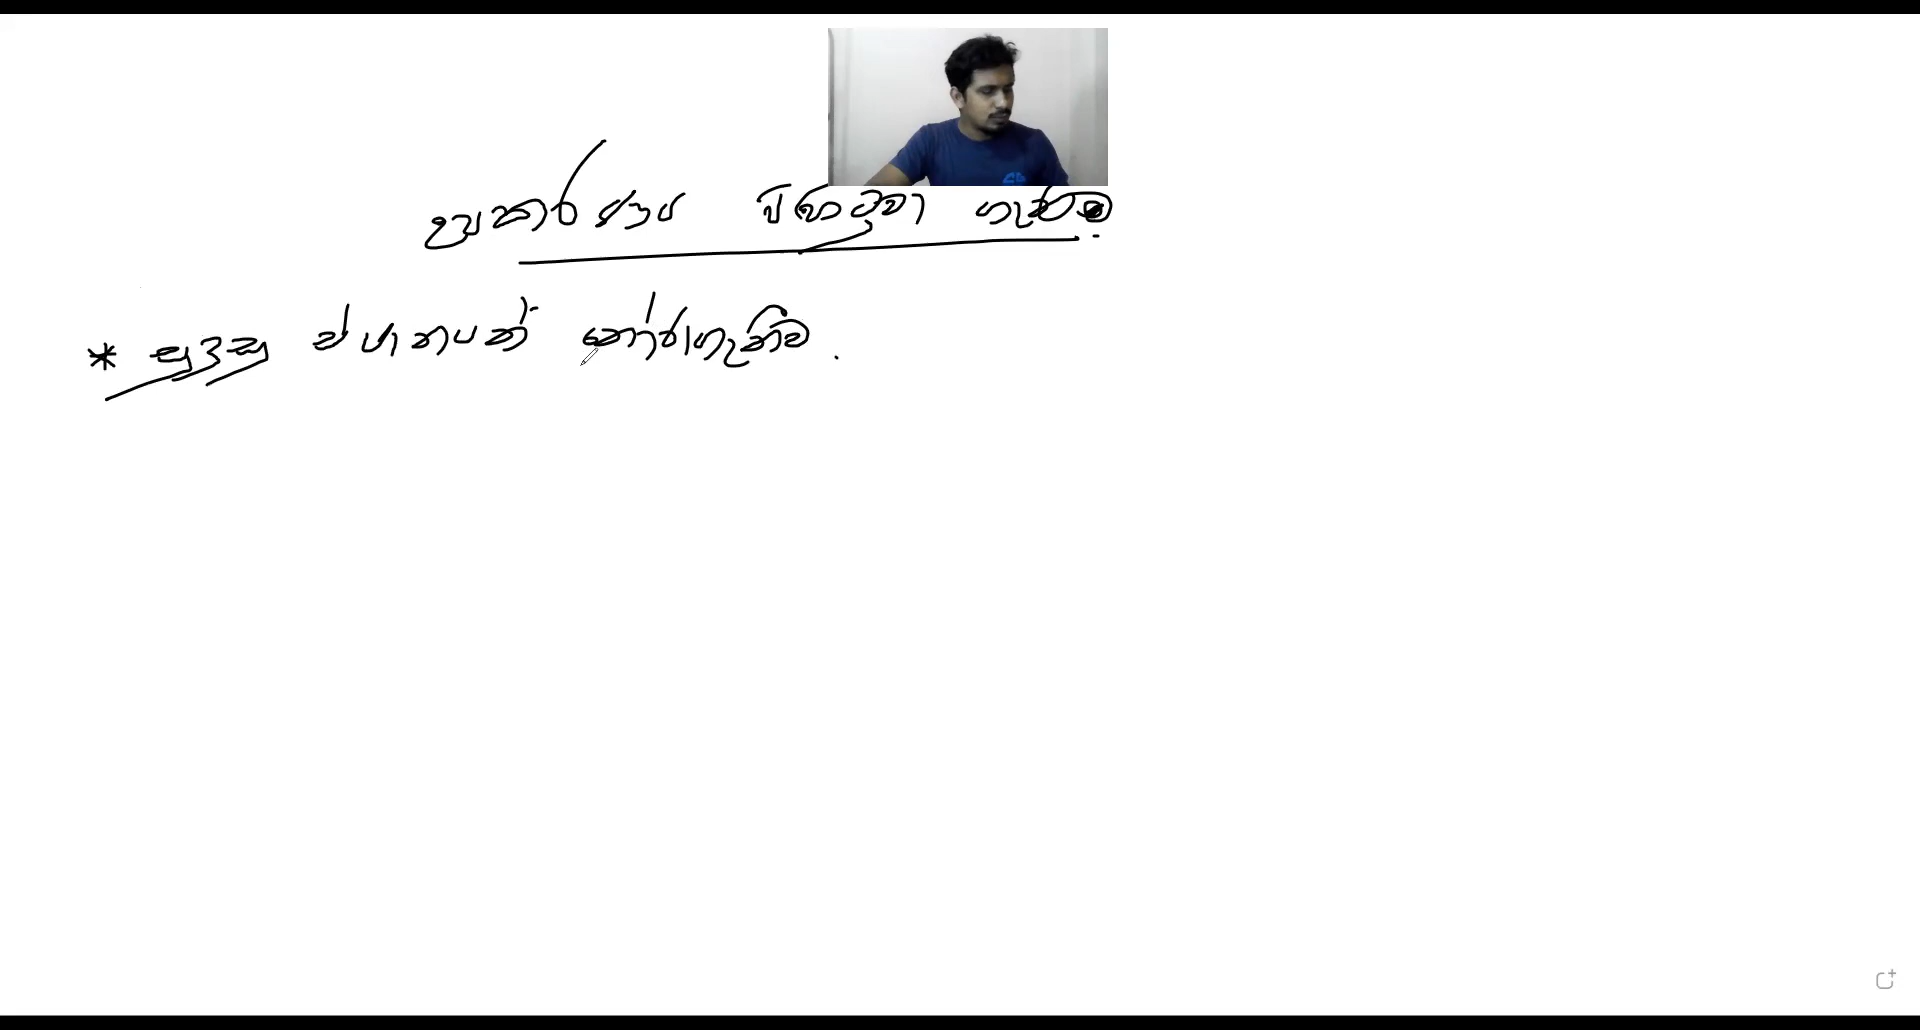 උපකරණය පිහිටුවා ගැනීම.
* සුදුසු ස්ථානයක් තෝරාගැනීම.